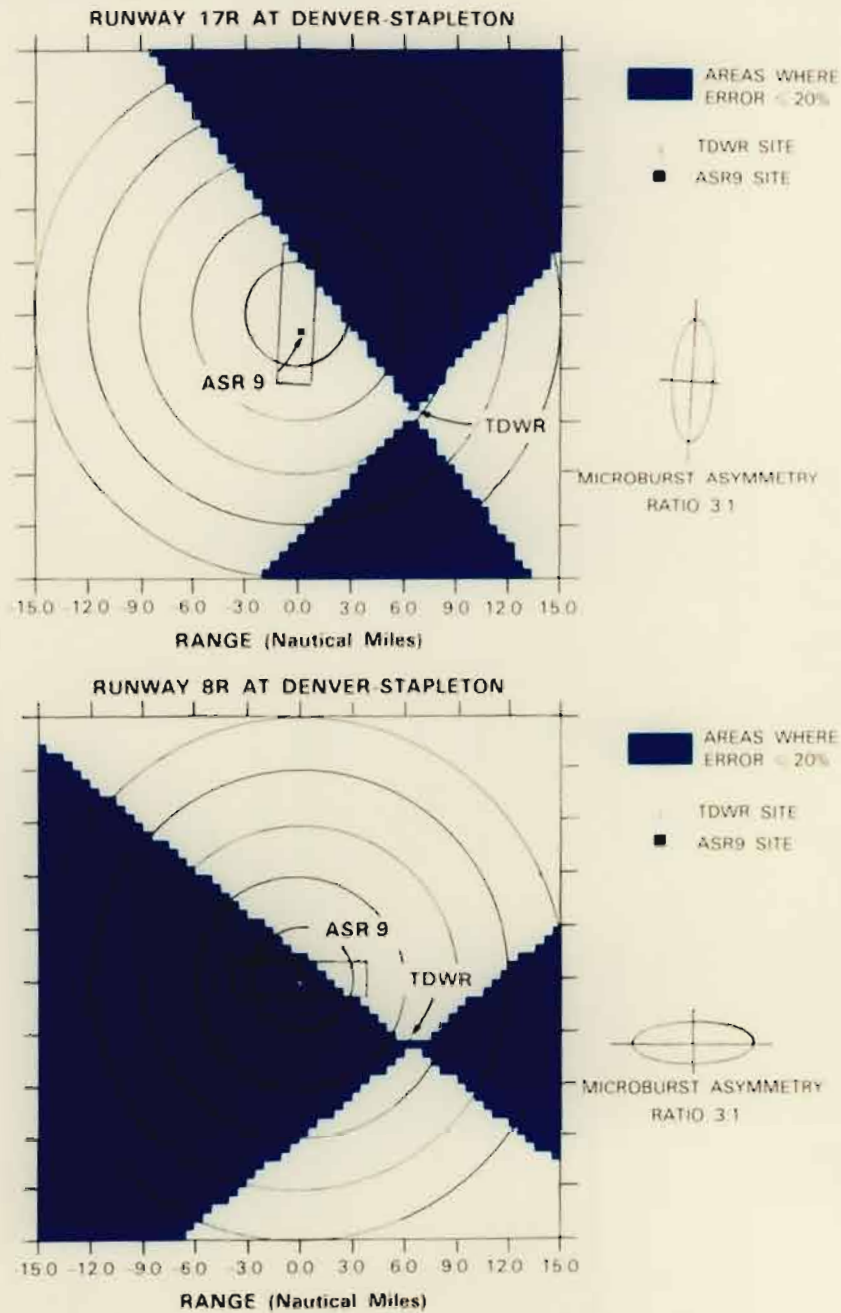 RUNWAY 17R AT DENVER-STAPLETON
AREAS WHERE
ERROR ≤ 20%
TDWR SITE
ASR9 SITE
ASR 9
TDWR
MICROBURST ASYMMETRY
RATIO 3:1
-15.0 -12.0 -9.0 -6.0 -3.0 0.0 3.0 6.0 9.0 12.0 15.0
RANGE (Nautical Miles)
RUNWAY 8R AT DENVER-STAPLETON
AREAS WHERE
ERROR ≤ 20%
TDWR SITE
ASR9 SITE
ASR 9
TDWR
MICROBURST ASYMMETRY
RATIO 3:1
-15.0 -12.0 -9.0 -6.0 -3.0 0.0 3.0 6.0 9.0 12.0 15.0
RANGE (Nautical Miles)